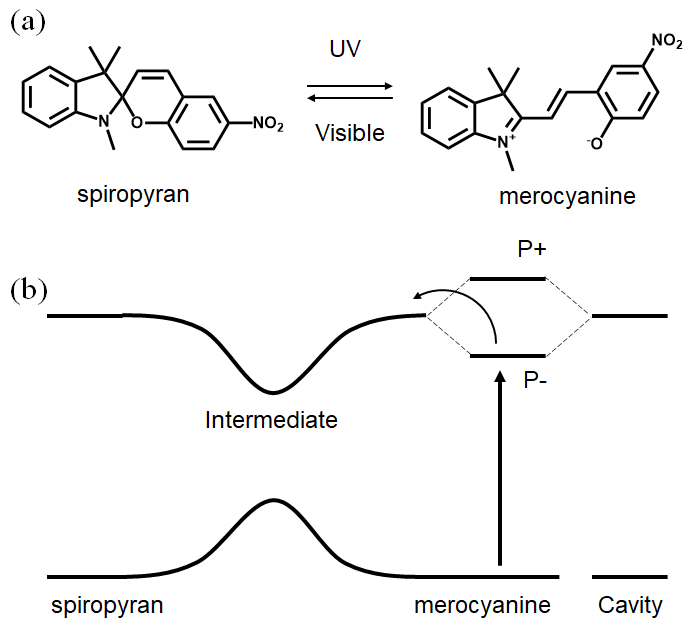 (a)
UV
Visible
N
O
NO₂
spiropyran
NO₂
N⁺
⁻O
merocyanine
(b)
P+
P-
Intermediate
spiropyran
merocyanine
Cavity